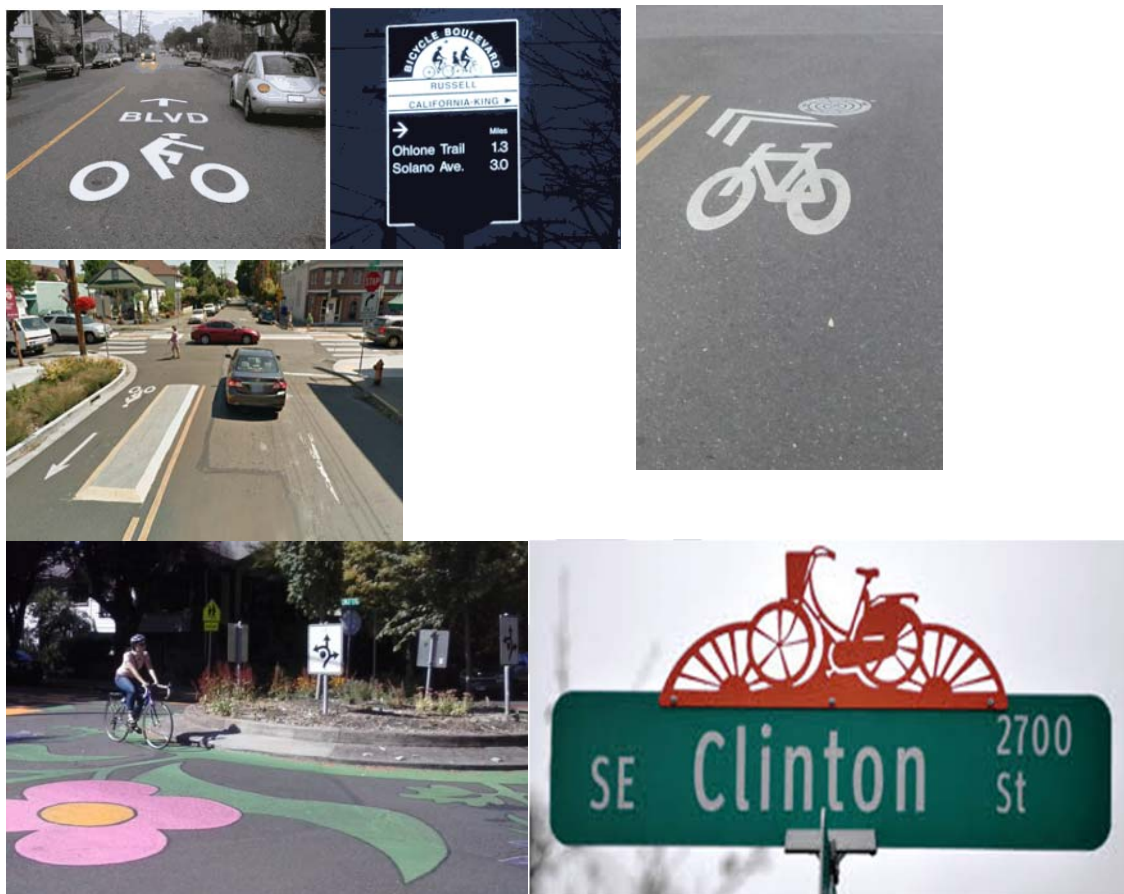 BLVD
BICYCLE BOULEVARD
RUSSELL
CALIFORNIA-KING
Miles
Ohlone Trail 1.3
Solano Ave. 3.0
STOP
SE Clinton 2700 St